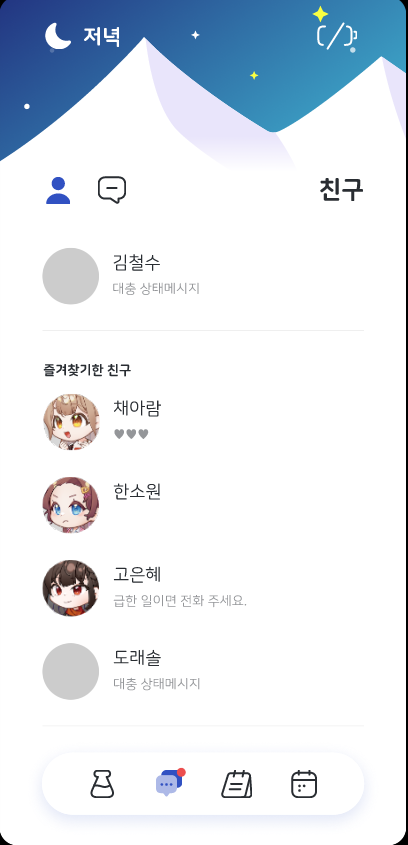 저녁
친구
김철수
대충 상태메시지
즐겨찾기한 친구
채아람
♥♥♥
한소원
고은혜
급한 일이면 전화 주세요.
도래솔
대충 상태메시지